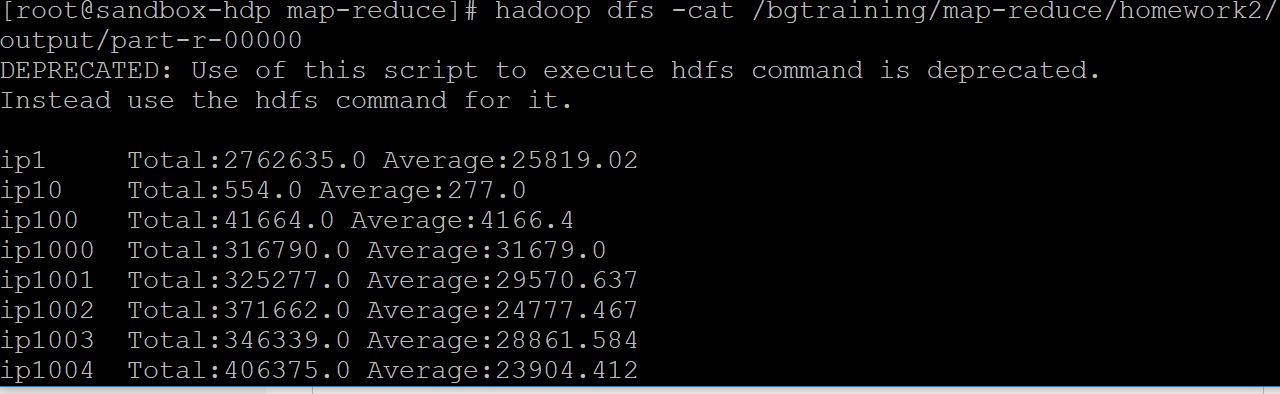 [root@sandbox-hdp map-reduce]# hadoop dfs -cat /bgtraining/map-reduce/homework2/
output/part-r-00000
DEPRECATED: Use of this script to execute hdfs command is deprecated.
Instead use the hdfs command for it.
ip1     Total:2762635.0 Average:25819.02
ip10    Total:554.0 Average:277.0
ip100   Total:41664.0 Average:4166.4
ip1000  Total:316790.0 Average:31679.0
ip1001  Total:325277.0 Average:29570.637
ip1002  Total:371662.0 Average:24777.467
ip1003  Total:346339.0 Average:28861.584
ip1004  Total:406375.0 Average:23904.412